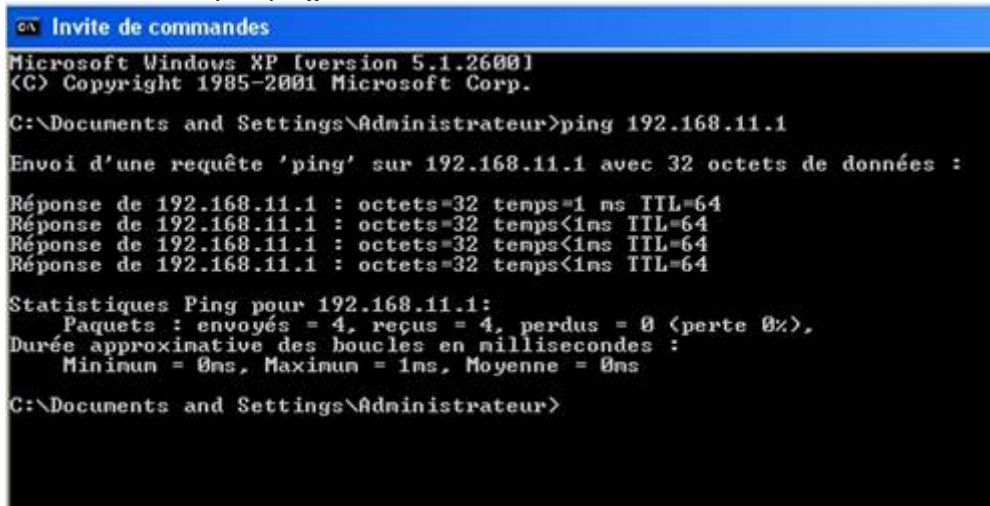 Invite de commandes
Microsoft Windows XP [version 5.1.2600]
(C) Copyright 1985-2001 Microsoft Corp.
C:\Documents and Settings\Administrateur>ping 192.168.11.1
Envoi d'une requête 'ping' sur 192.168.11.1 avec 32 octets de données :
Réponse de 192.168.11.1 : octets=32 temps=1 ms TTL=64
Réponse de 192.168.11.1 : octets=32 temps<1ms TTL=64
Réponse de 192.168.11.1 : octets=32 temps<1ms TTL=64
Réponse de 192.168.11.1 : octets=32 temps<1ms TTL=64
Statistiques Ping pour 192.168.11.1:
Paquets : envoyés = 4, reçus = 4, perdus = 0 (perte 0%),
Durée approximative des boucles en millisecondes :
Minimum = 0ms, Maximum = 1ms, Moyenne = 0ms
C:\Documents and Settings\Administrateur>